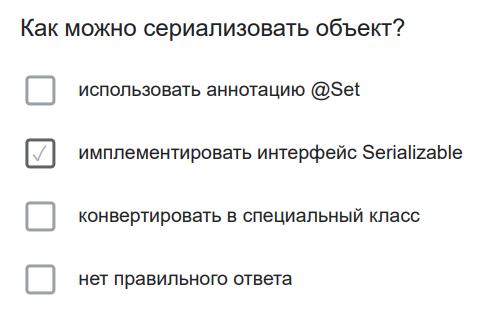 Как можно сериализовать объект?
использовать аннотацию @Set
имплементировать интерфейс Serializable
конвертировать в специальный класс
нет правильного ответа